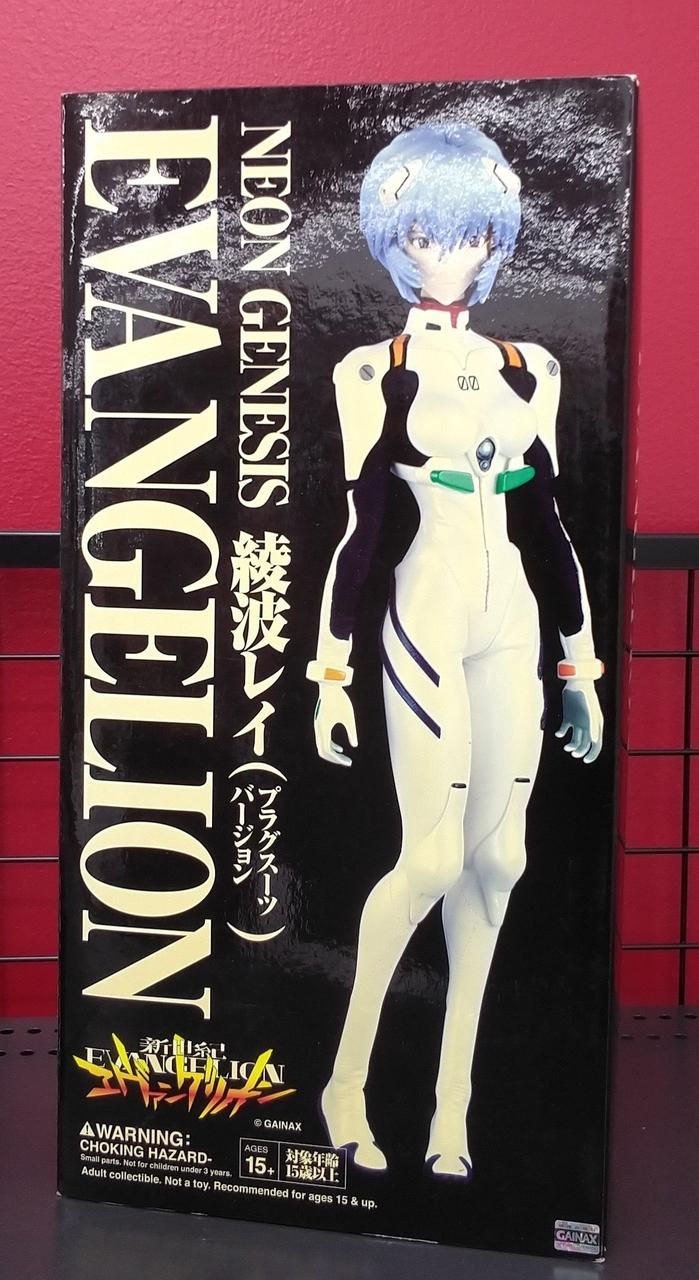 EVANGELION
NEON GENESIS
綾波レイ(プラグスーツ
バージョン)
00
新世紀
EVANGELION
エヴァンゲリオン
© GAINAX
⚠WARNING:
CHOKING HAZARD-
Small parts. Not for children under 3 years.
AGES
15+
対象年齢
15歳以上
Adult collectible. Not a toy. Recommended for ages 15 & up.
GAINAX